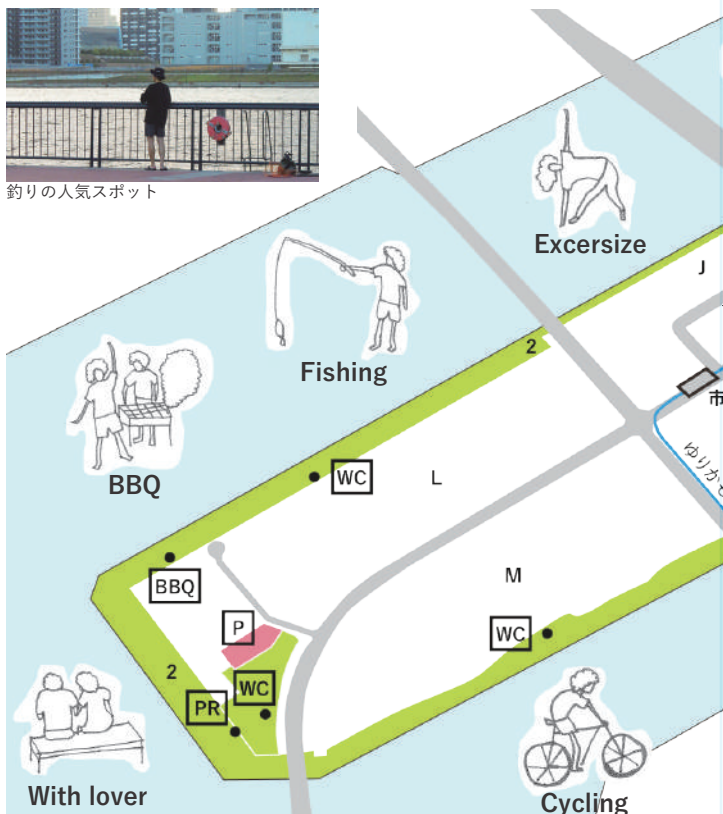 釣りの人気スポット
Excersize
J
Fishing
2
市
ゆりかも
BBQ
WC
L
BBQ
M
P
WC
2
WC
PR
With lover
Cycling